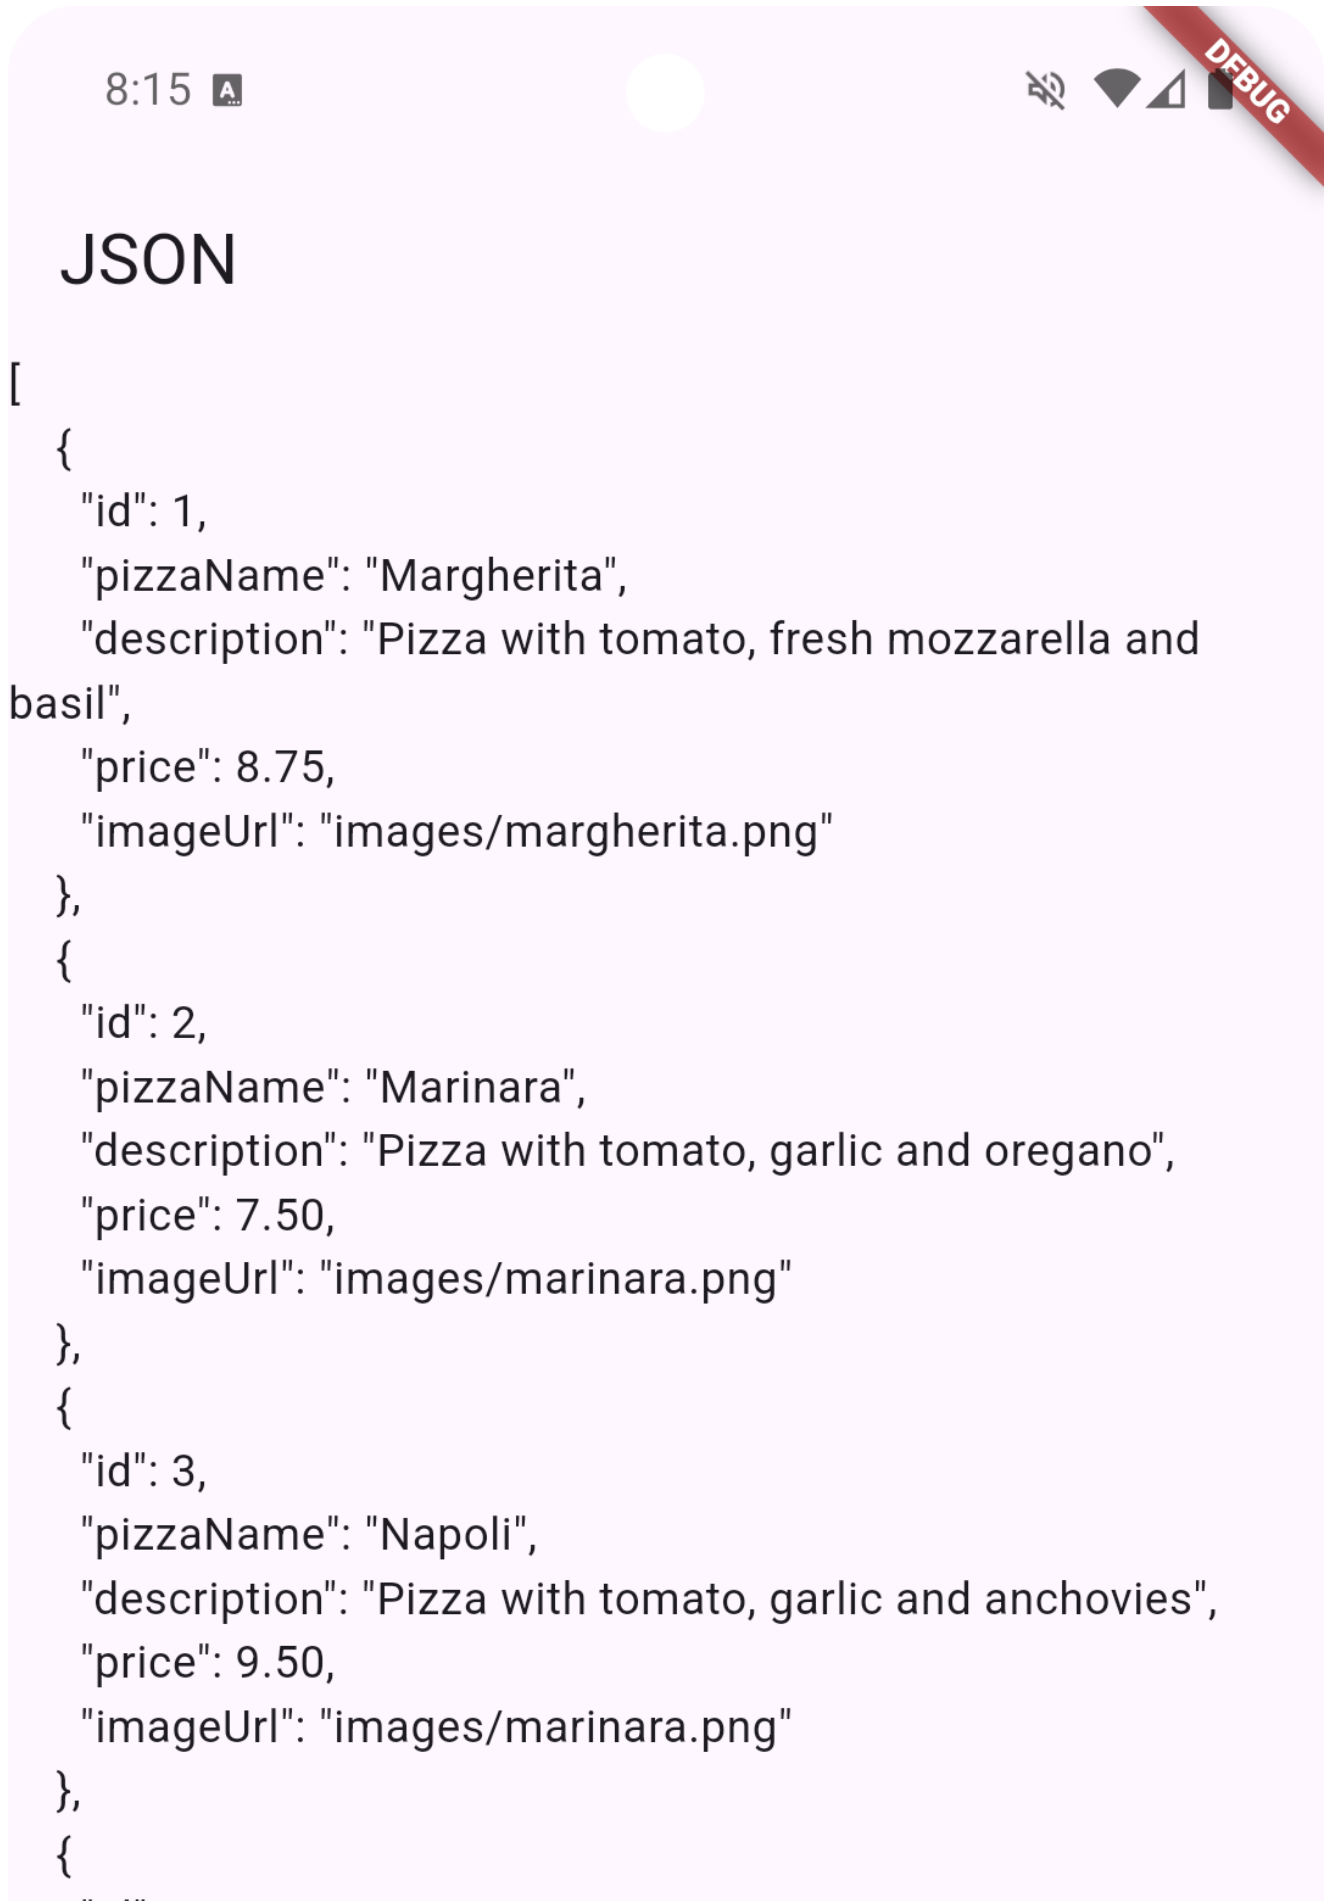 8:15 A
DEBUG
JSON
[
{
"id": 1,
"pizzaName": "Margherita",
"description": "Pizza with tomato, fresh mozzarella and
basil",
"price": 8.75,
"imageUrl": "images/margherita.png"
},
{
"id": 2,
"pizzaName": "Marinara",
"description": "Pizza with tomato, garlic and oregano",
"price": 7.50,
"imageUrl": "images/marinara.png"
},
{
"id": 3,
"pizzaName": "Napoli",
"description": "Pizza with tomato, garlic and anchovies",
"price": 9.50,
"imageUrl": "images/marinara.png"
},
{